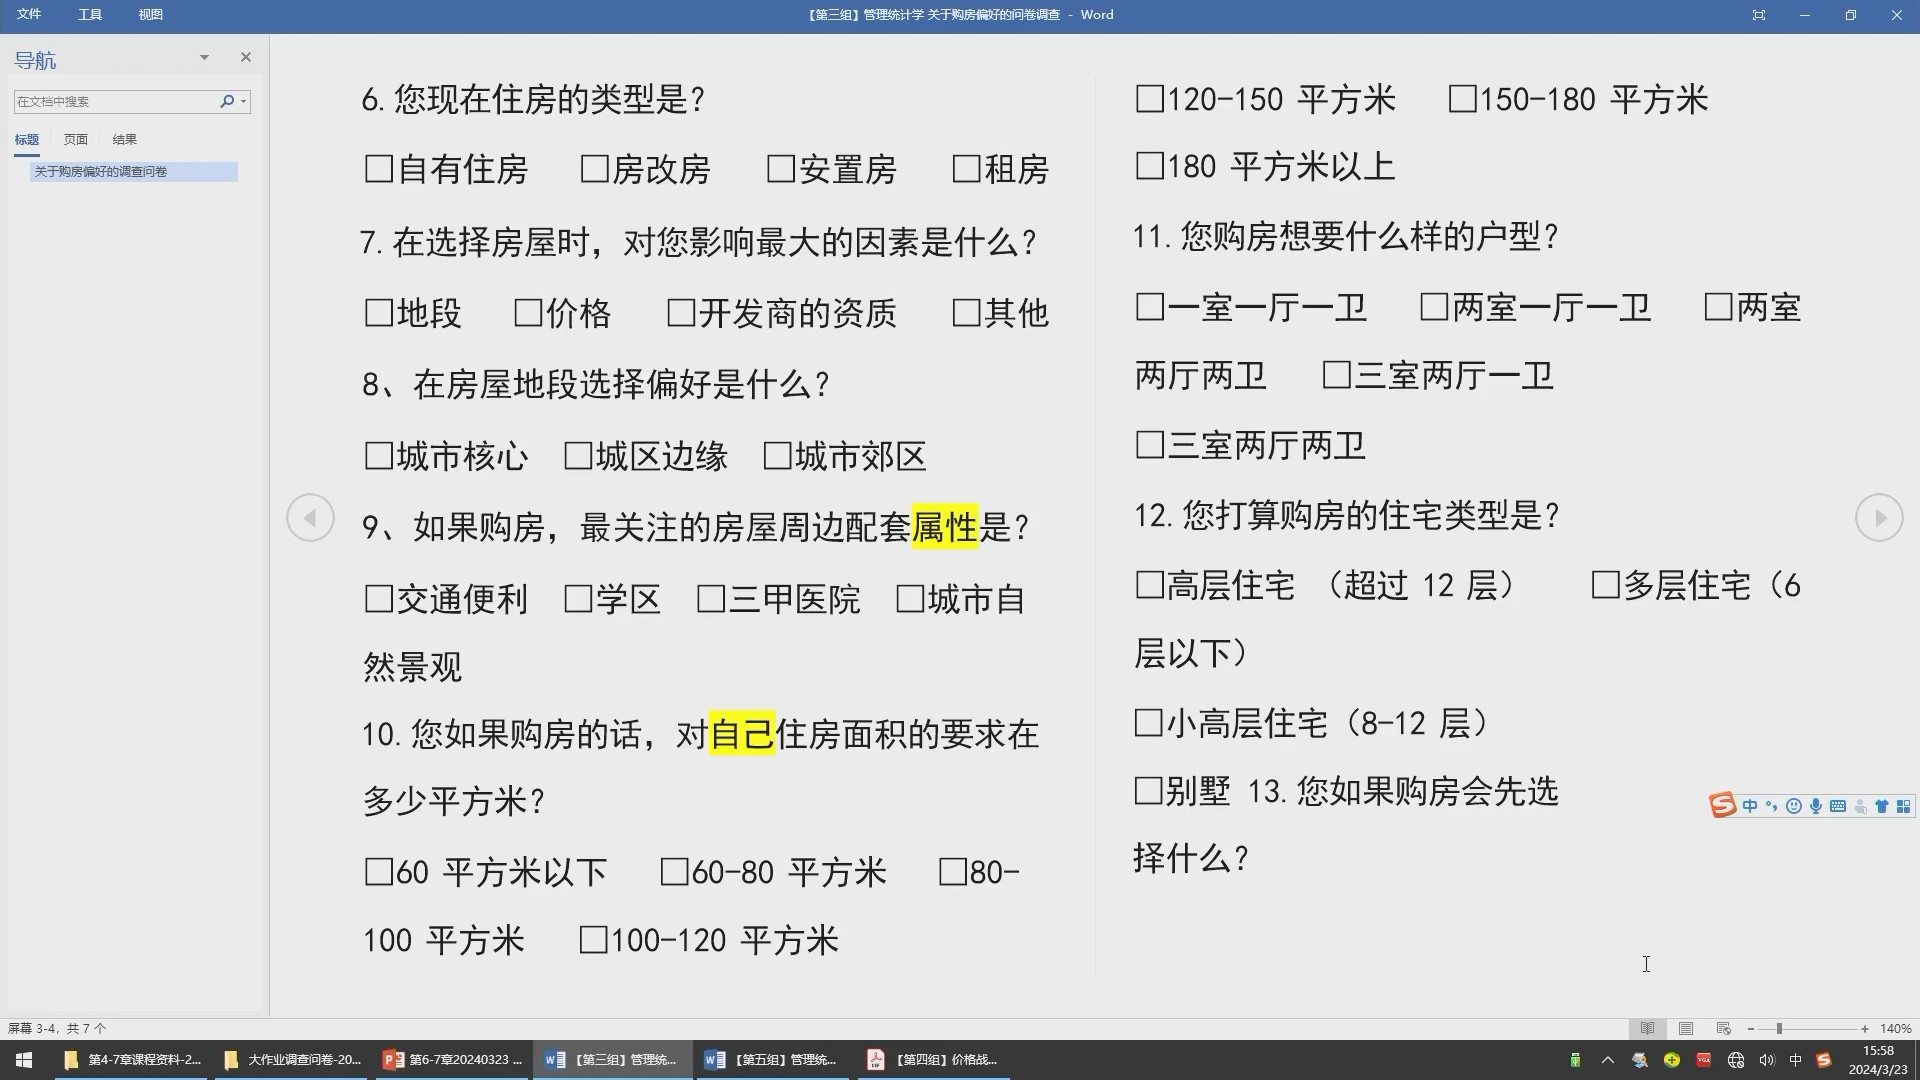 文件 工具 视图 【第三组】管理统计学 关于购房偏好的问卷调查 - Word
导航
在文档中搜索
标题 页面 结果
关于购房偏好的调查问卷
6.您现在住房的类型是?
□自有住房 □房改房 □安置房 □租房
7.在选择房屋时，对您影响最大的因素是什么?
□地段 □价格 □开发商的资质 □其他
8、在房屋地段选择偏好是什么?
□城市核心 □城区边缘 □城市郊区
9、如果购房，最关注的房屋周边配套属性是?
□交通便利 □学区 □三甲医院 □城市自
然景观
10.您如果购房的话，对自己住房面积的要求在
多少平方米?
□60 平方米以下 □60-80 平方米 □80-
100 平方米 □100-120 平方米
□120-150 平方米 □150-180 平方米
□180 平方米以上
11.您购房想要什么样的户型?
□一室一厅一卫 □两室一厅一卫 □两室
两厅两卫 □三室两厅一卫
□三室两厅两卫
12.您打算购房的住宅类型是?
□高层住宅 （超过 12 层） □多层住宅（6
层以下）
□小高层住宅（8-12 层）
□别墅 13.您如果购房会先选
择什么?
中
屏幕 3-4，共 7 个 140%
第4-7章课程资料-2... 大作业调查问卷-20... 第6-7章20240323 ... 【第三组】管理统... 【第五组】管理统... 【第四组】价格战... 中 15:58
2024/3/23